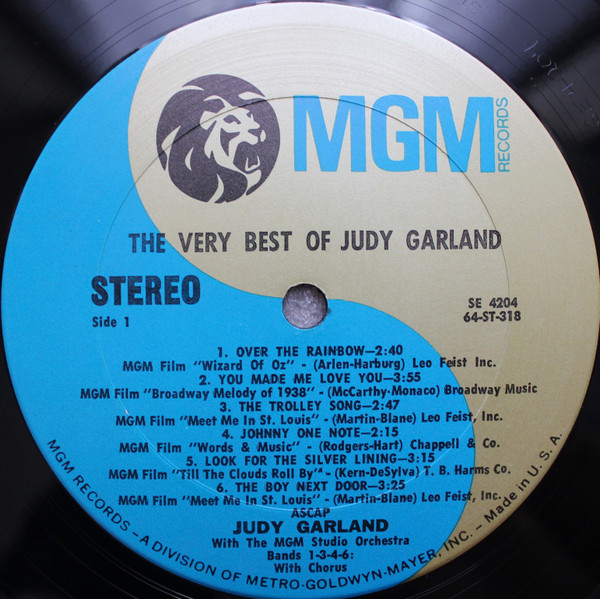 MGM
RECORDS
THE VERY BEST OF JUDY GARLAND
STEREO
Side 1
SE 4204
64-ST-318
1. OVER THE RAINBOW—2:40
MGM Film "Wizard Of Oz" - (Arlen-Harburg) Leo Feist Inc.
2. YOU MADE ME LOVE YOU—3:55
MGM Film "Broadway Melody of 1938" - (McCarthy-Monaco) Broadway Music
3. THE TROLLEY SONG—2:47
MGM Film "Meet Me In St. Louis" - (Martin-Blane) Leo Feist, Inc.
4. JOHNNY ONE NOTE—2:15
MGM Film "Words & Music" - (Rodgers-Hart) Chappell & Co.
5. LOOK FOR THE SILVER LINING—3:15
MGM Film "Till The Clouds Roll By" - (Kern-DeSylva) T. B. Harms Co.
6. THE BOY NEXT DOOR—3:25
MGM Film "Meet Me In St. Louis" - (Martin-Blane) Leo Feist, Inc.
ASCAP
JUDY GARLAND
With The MGM Studio Orchestra
Bands 1-3-4-6:
With Chorus
MGM RECORDS – A DIVISION OF METRO-GOLDWYN-MAYER, INC. – Made in U. S. A.